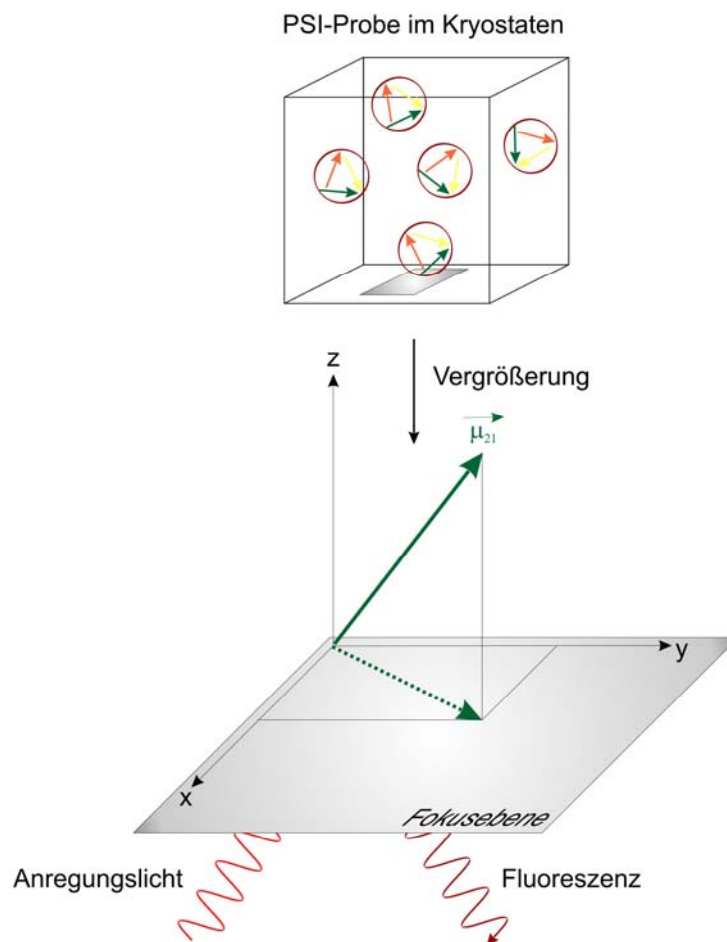 PSI-Probe im Kryostaten
z
Vergrößerung
μ21
y
x
Fokusebene
Anregungslicht
Fluoreszenz